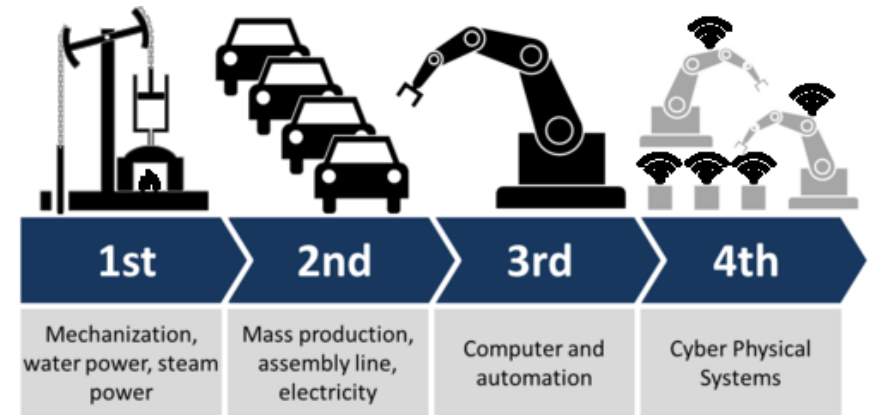 1st
2nd
3rd
4th
Mechanization,
water power, steam
power
Mass production,
assembly line,
electricity
Computer and
automation
Cyber Physical
Systems